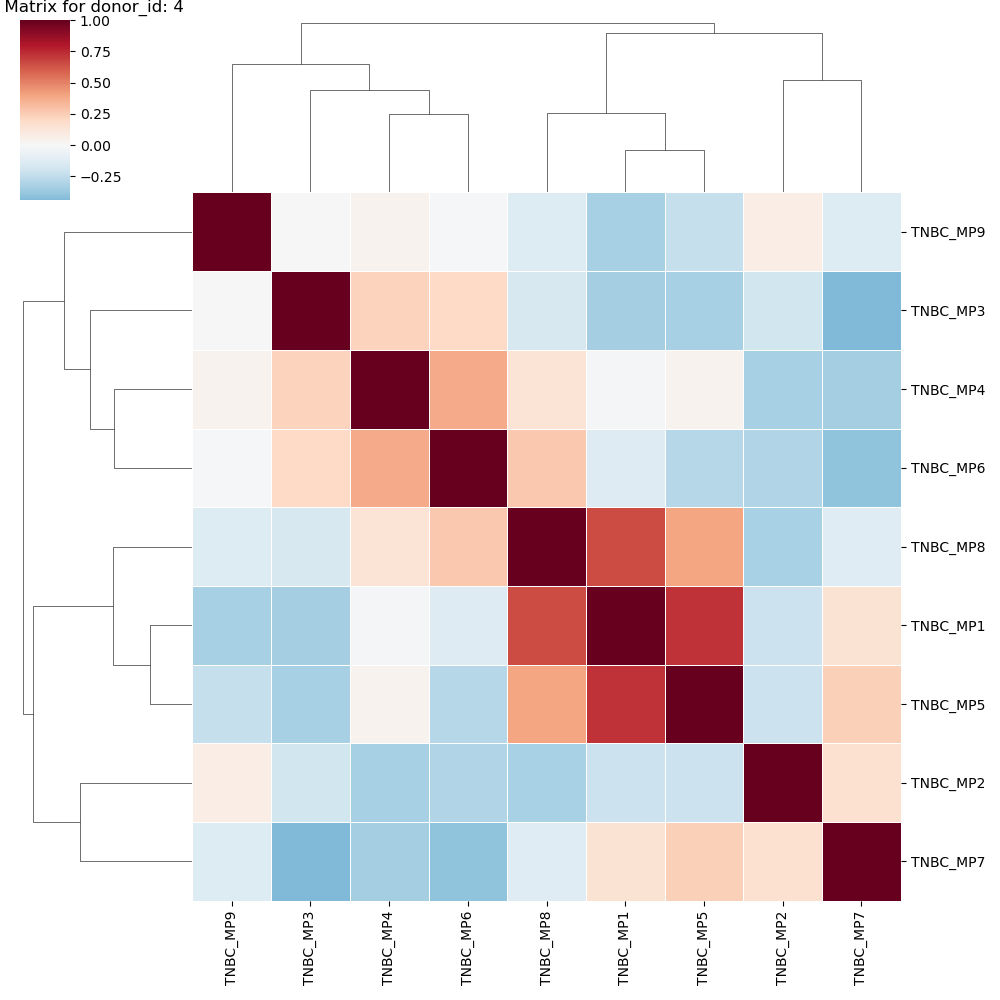 Matrix for donor_id: 4
1.00
0.75
0.50
0.25
0.00
−0.25
TNBC_MP9
TNBC_MP3
TNBC_MP4
TNBC_MP6
TNBC_MP8
TNBC_MP1
TNBC_MP5
TNBC_MP2
TNBC_MP7
TNBC_MP9
TNBC_MP3
TNBC_MP4
TNBC_MP6
TNBC_MP8
TNBC_MP1
TNBC_MP5
TNBC_MP2
TNBC_MP7